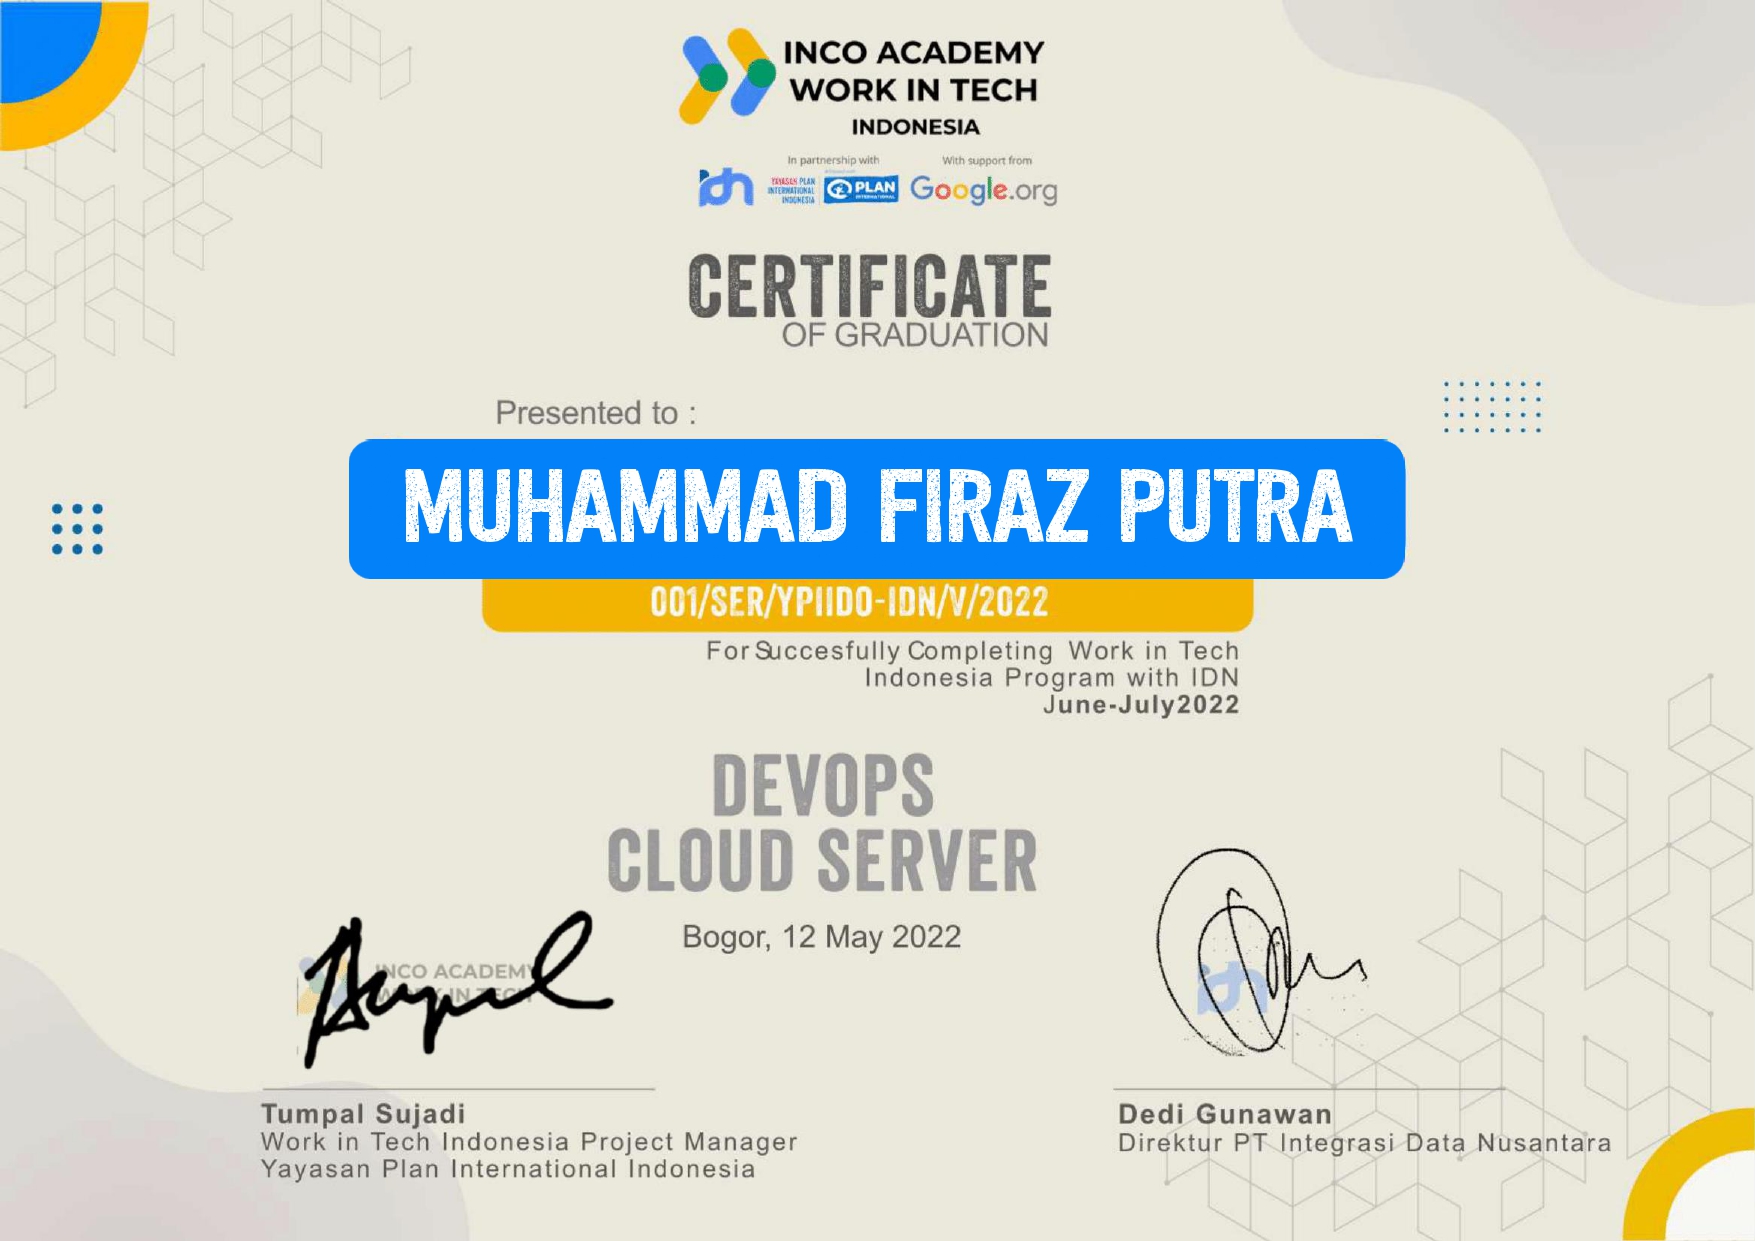 INCO ACADEMY
WORK IN TECH
INDONESIA
In partnership with
With support from
idn
YAYASAN PLAN
INTERNATIONAL
INDONESIA
PLAN
INTERNATIONAL
Google.org
CERTIFICATE
OF GRADUATION
Presented to :
MUHAMMAD FIRAZ PUTRA
001/SER/YPIIDO-IDN/V/2022
For Succesfully Completing Work in Tech
Indonesia Program with IDN
June-July2022
DEVOPS
CLOUD SERVER
Bogor, 12 May 2022
INCO ACADEMY
WORK IN TECH
idn
Tumpal Sujadi
Work in Tech Indonesia Project Manager
Yayasan Plan International Indonesia
Dedi Gunawan
Direktur PT Integrasi Data Nusantara